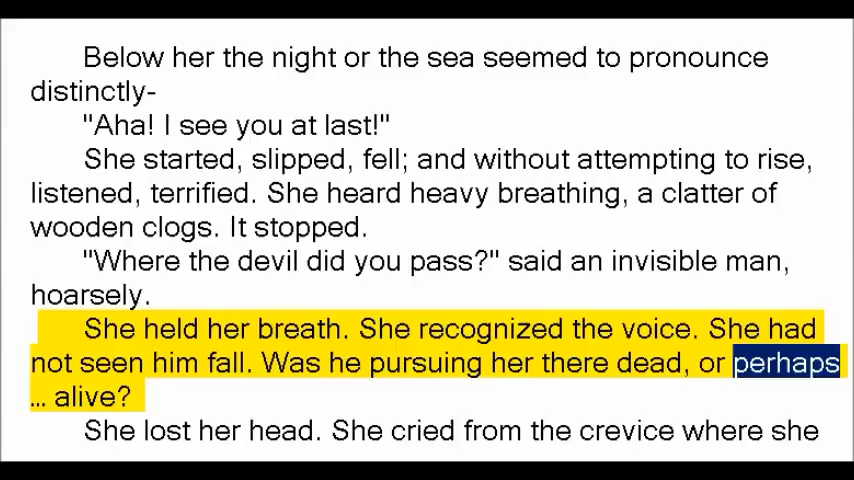 Below her the night or the sea seemed to pronounce
distinctly-
"Aha! I see you at last!"
She started, slipped, fell; and without attempting to rise,
listened, terrified. She heard heavy breathing, a clatter of
wooden clogs. It stopped.
"Where the devil did you pass?" said an invisible man,
hoarsely.
She held her breath. She recognized the voice. She had
not seen him fall. Was he pursuing her there dead, or perhaps
... alive?
She lost her head. She cried from the crevice where she